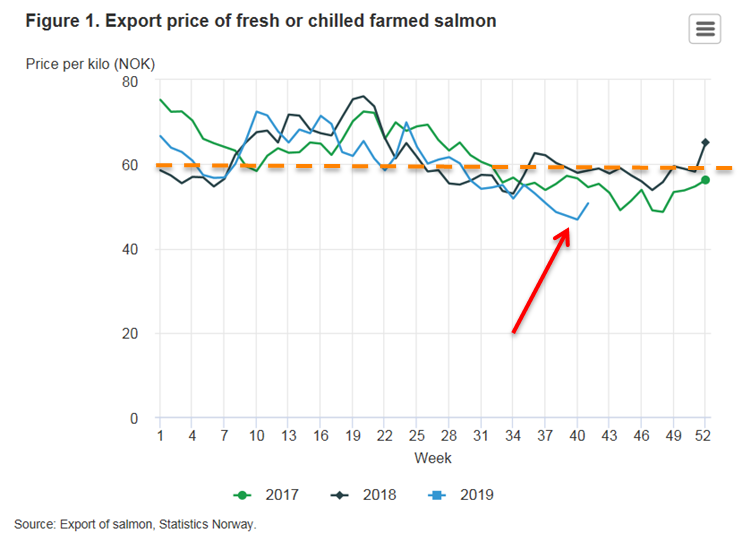 Figure 1. Export price of fresh or chilled farmed salmon
Price per kilo (NOK)
80
60
40
20
0
1 4 7 10 13 16 19 22 25 28 31 34 37 40 43 46 49 52
Week
2017 2018 2019
Source: Export of salmon, Statistics Norway.